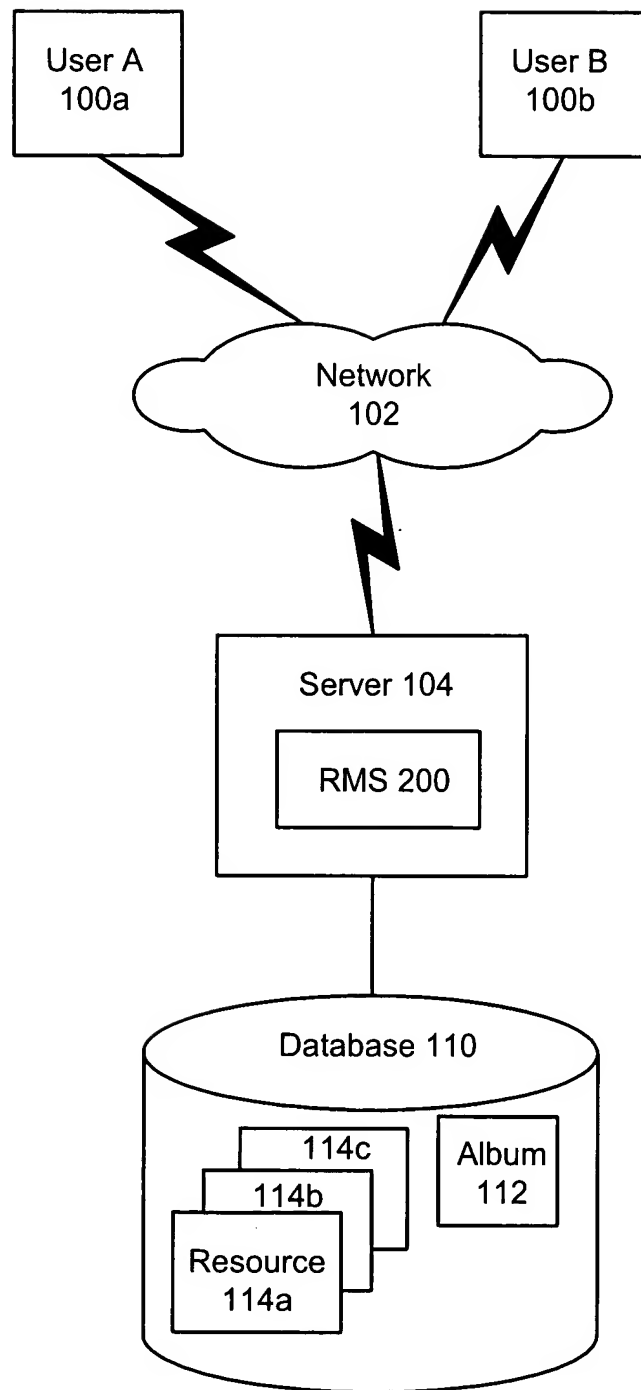 User A
100a
User B
100b
Network
102
Server 104
RMS 200
Database 110
114c
114b
Resource
114a
Album
112